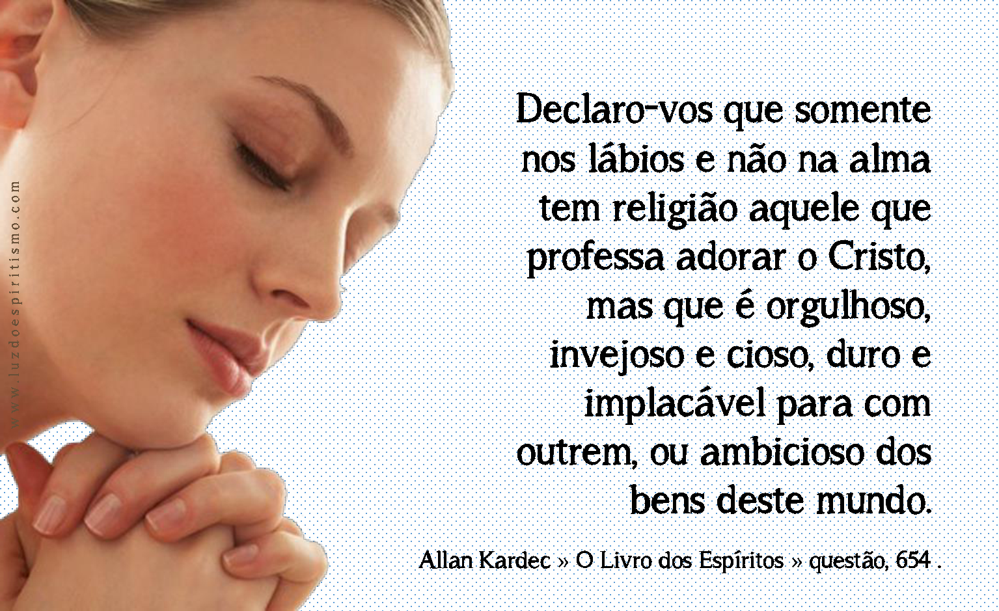 Declaro-vos que somente
nos lábios e não na alma
tem religião aquele que
professa adorar o Cristo,
mas que é orgulhoso,
invejoso e cioso, duro e
implacável para com
outrem, ou ambicioso dos
bens deste mundo.
Allan Kardec » O Livro dos Espíritos » questão, 654 .
www.luzdoespiritismo.com